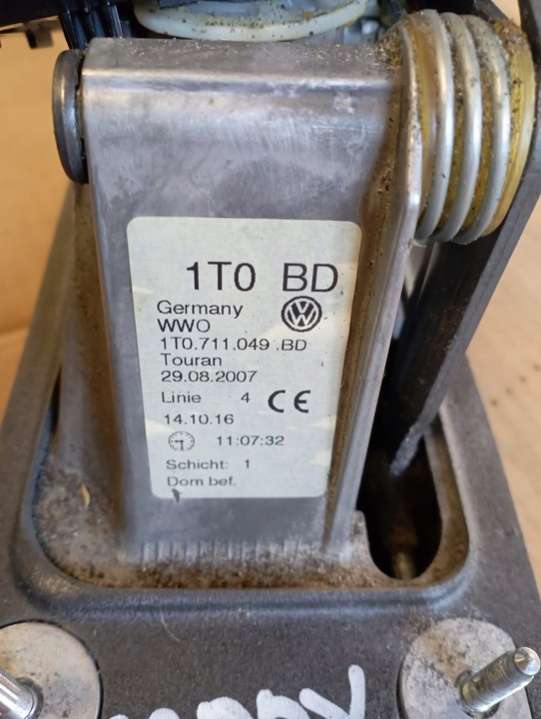 1T0 BD
Germany
WWO
1T0.711.049 .BD
Touran
29.08.2007
Linie 4 CE
14.10.16
11:07:32
Schicht: 1
Dorn bef.